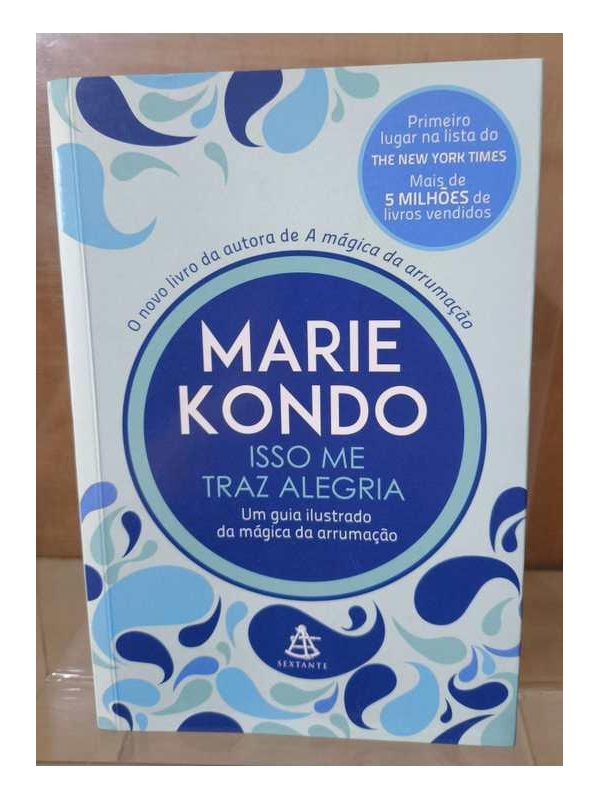 Primeiro
lugar na lista do
THE NEW YORK TIMES
Mais de
5 MILHÕES de
livros vendidos
O novo livro da autora de A mágica da arrumação
MARIE
KONDO
ISSO ME
TRAZ ALEGRIA
Um guia ilustrado
da mágica da arrumação
SEXTANTE